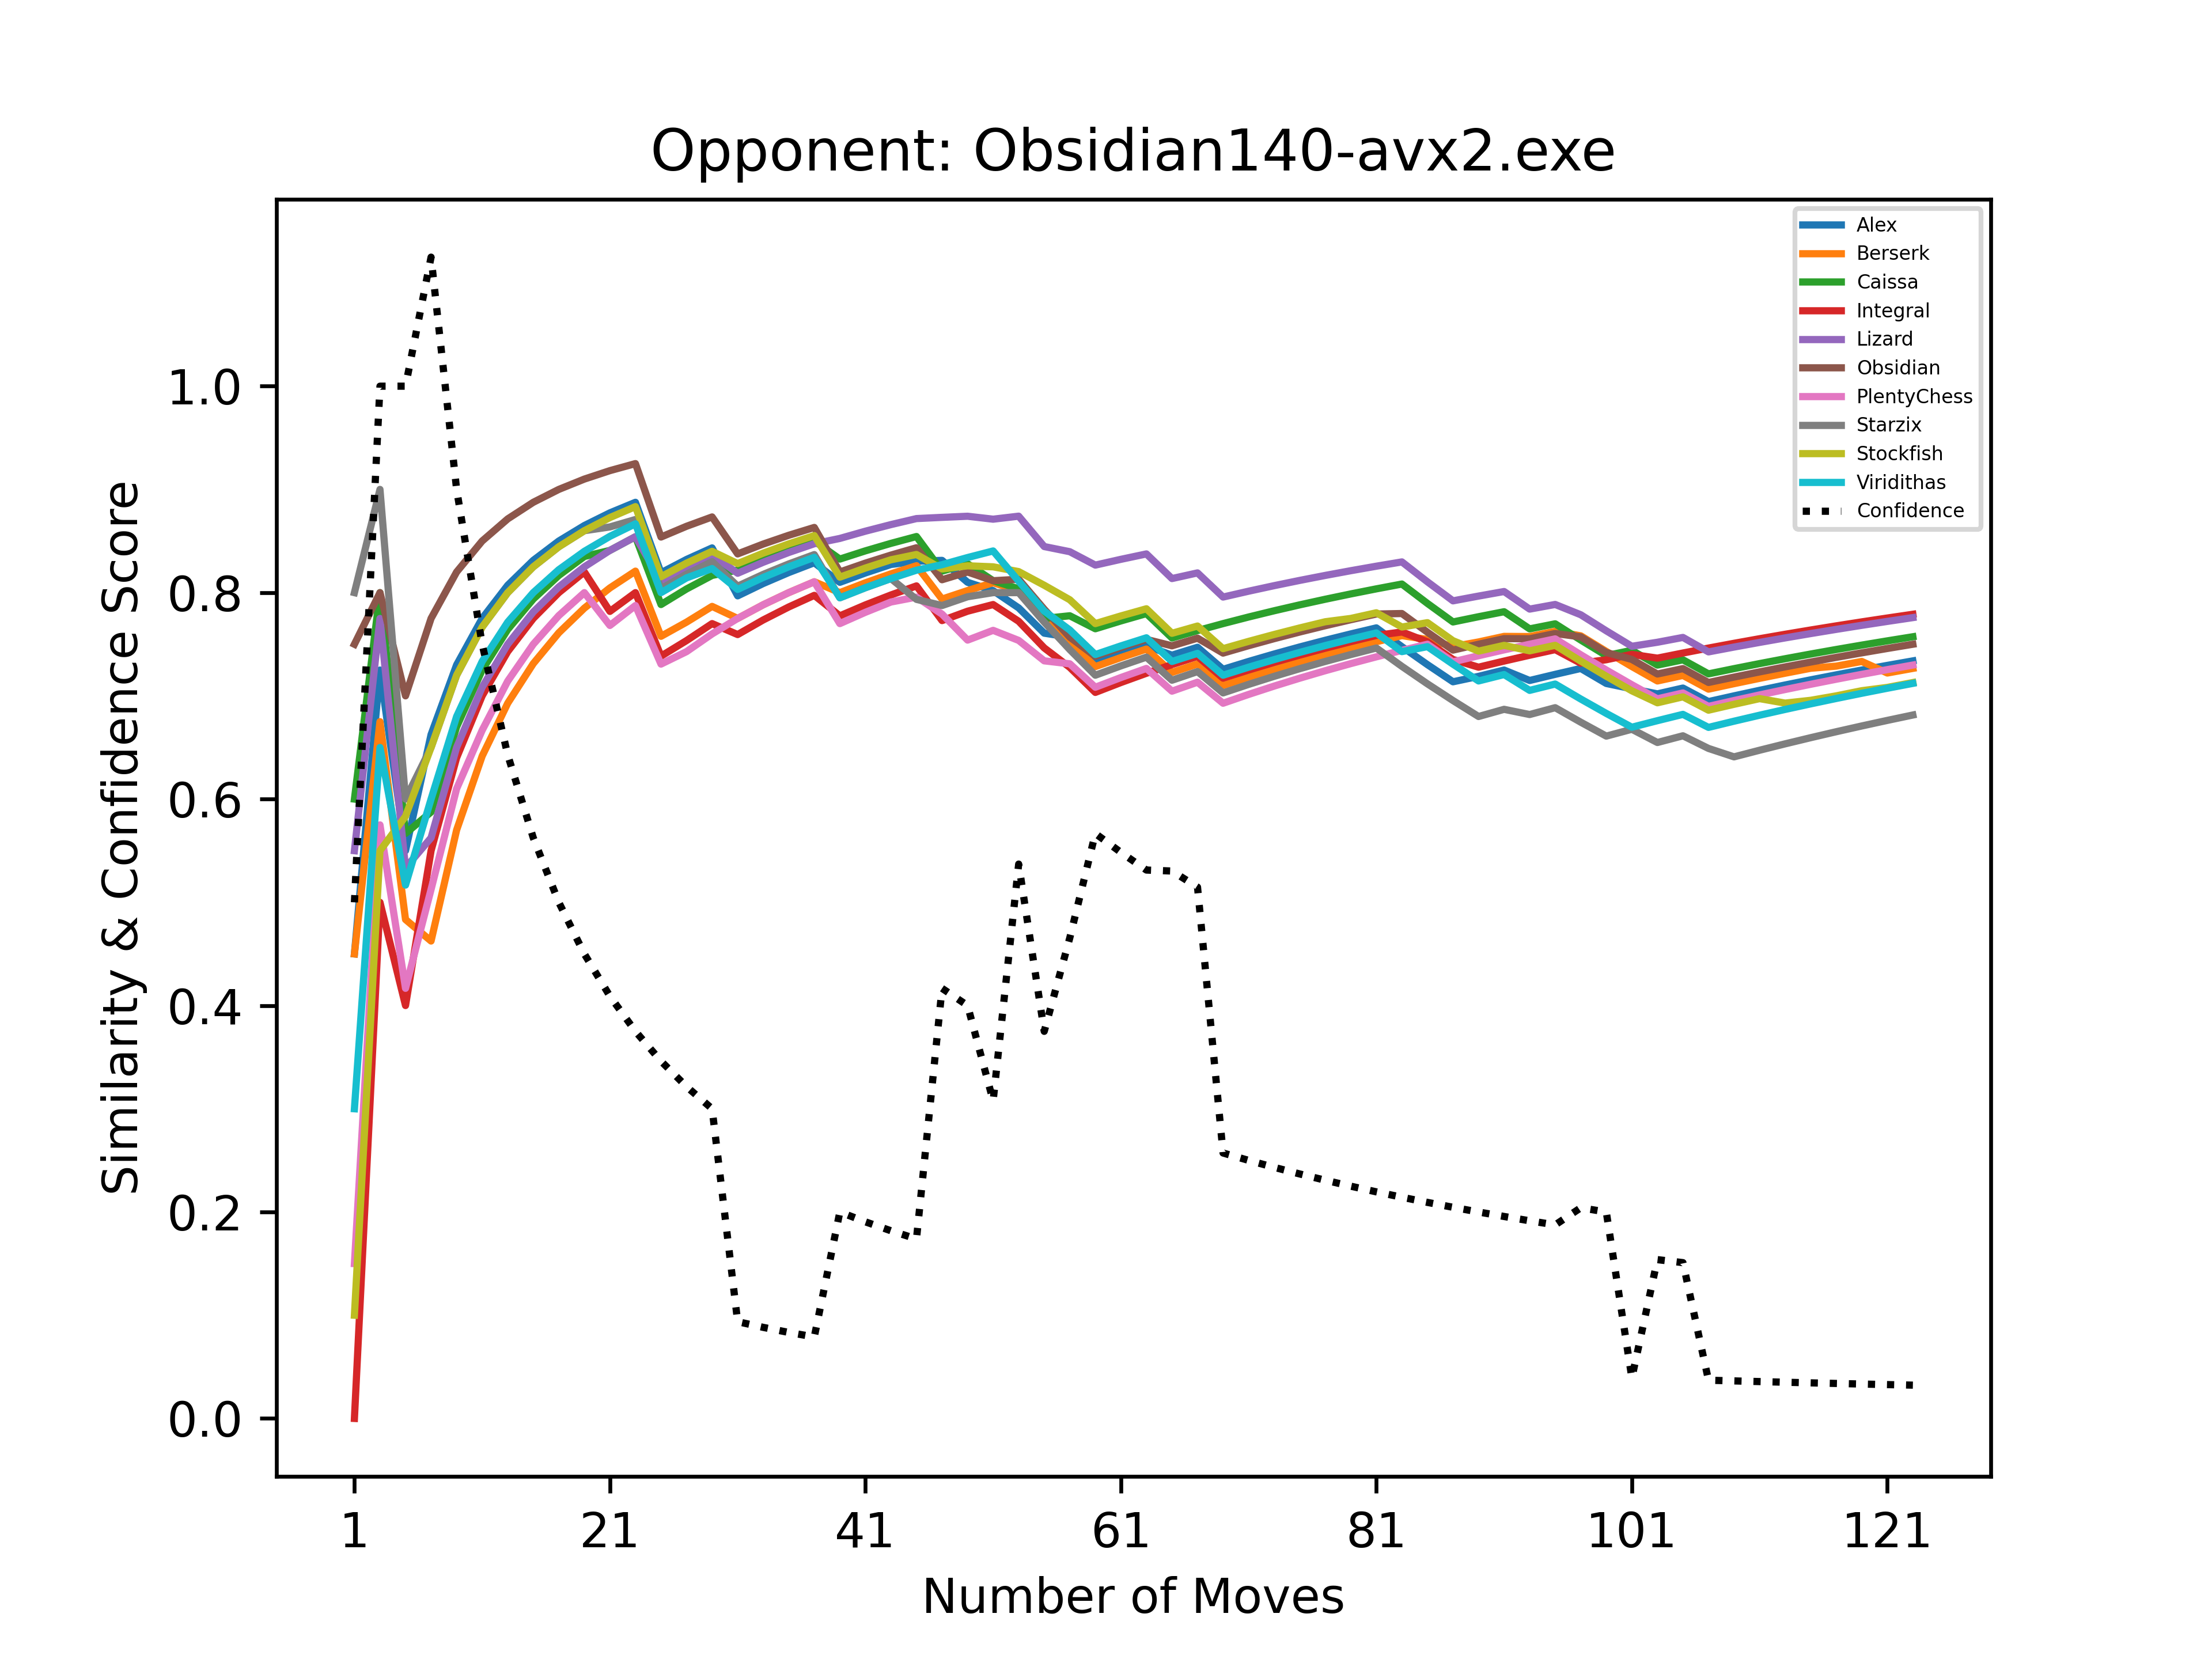 Opponent: Obsidian140-avx2.exe
Alex
Berserk
Caissa
Integral
Lizard
Obsidian
PlentyChess
Starzix
Stockfish
Viridithas
Confidence
Similarity & Confidence Score
1.0
0.8
0.6
0.4
0.2
0.0
1 21 41 61 81 101 121
Number of Moves